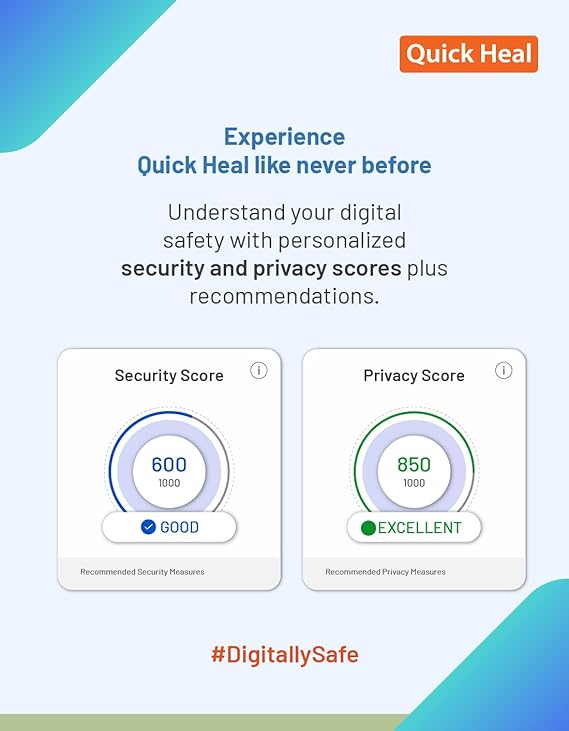 Quick Heal
Experience
Quick Heal like never before
Understand your digital
safety with personalized
security and privacy scores plus
recommendations.
Security Score
i
600
1000
GOOD
Recommended Security Measures
Privacy Score
i
850
1000
EXCELLENT
Recommended Privacy Measures
#DigitallySafe